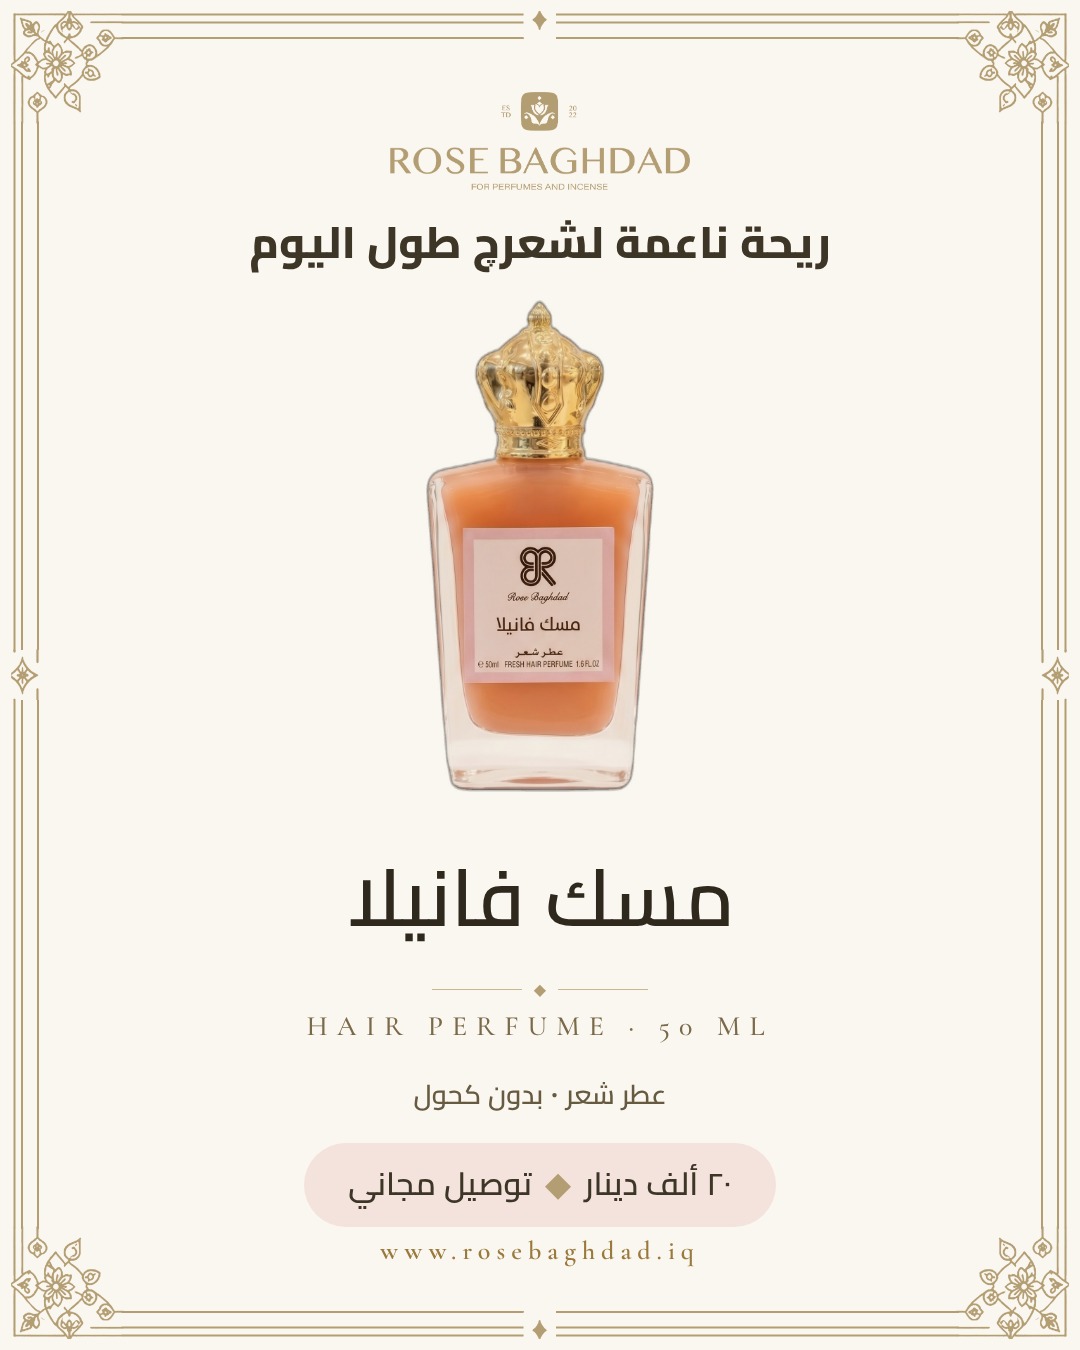 ES TD 20 22
ROSE BAGHDAD
FOR PERFUMES AND INCENSE
ريحة ناعمة لشعرچ طول اليوم
Rose Baghdad
مسك فانيلا
عطر شعر
℮ 50ml FRESH HAIR PERFUME 1.6 FL.OZ
مسك فانيلا
HAIR PERFUME · 50 ML
عطر شعر • بدون كحول
٢٠ ألف دينار ◆ توصيل مجاني
www.rosebaghdad.iq